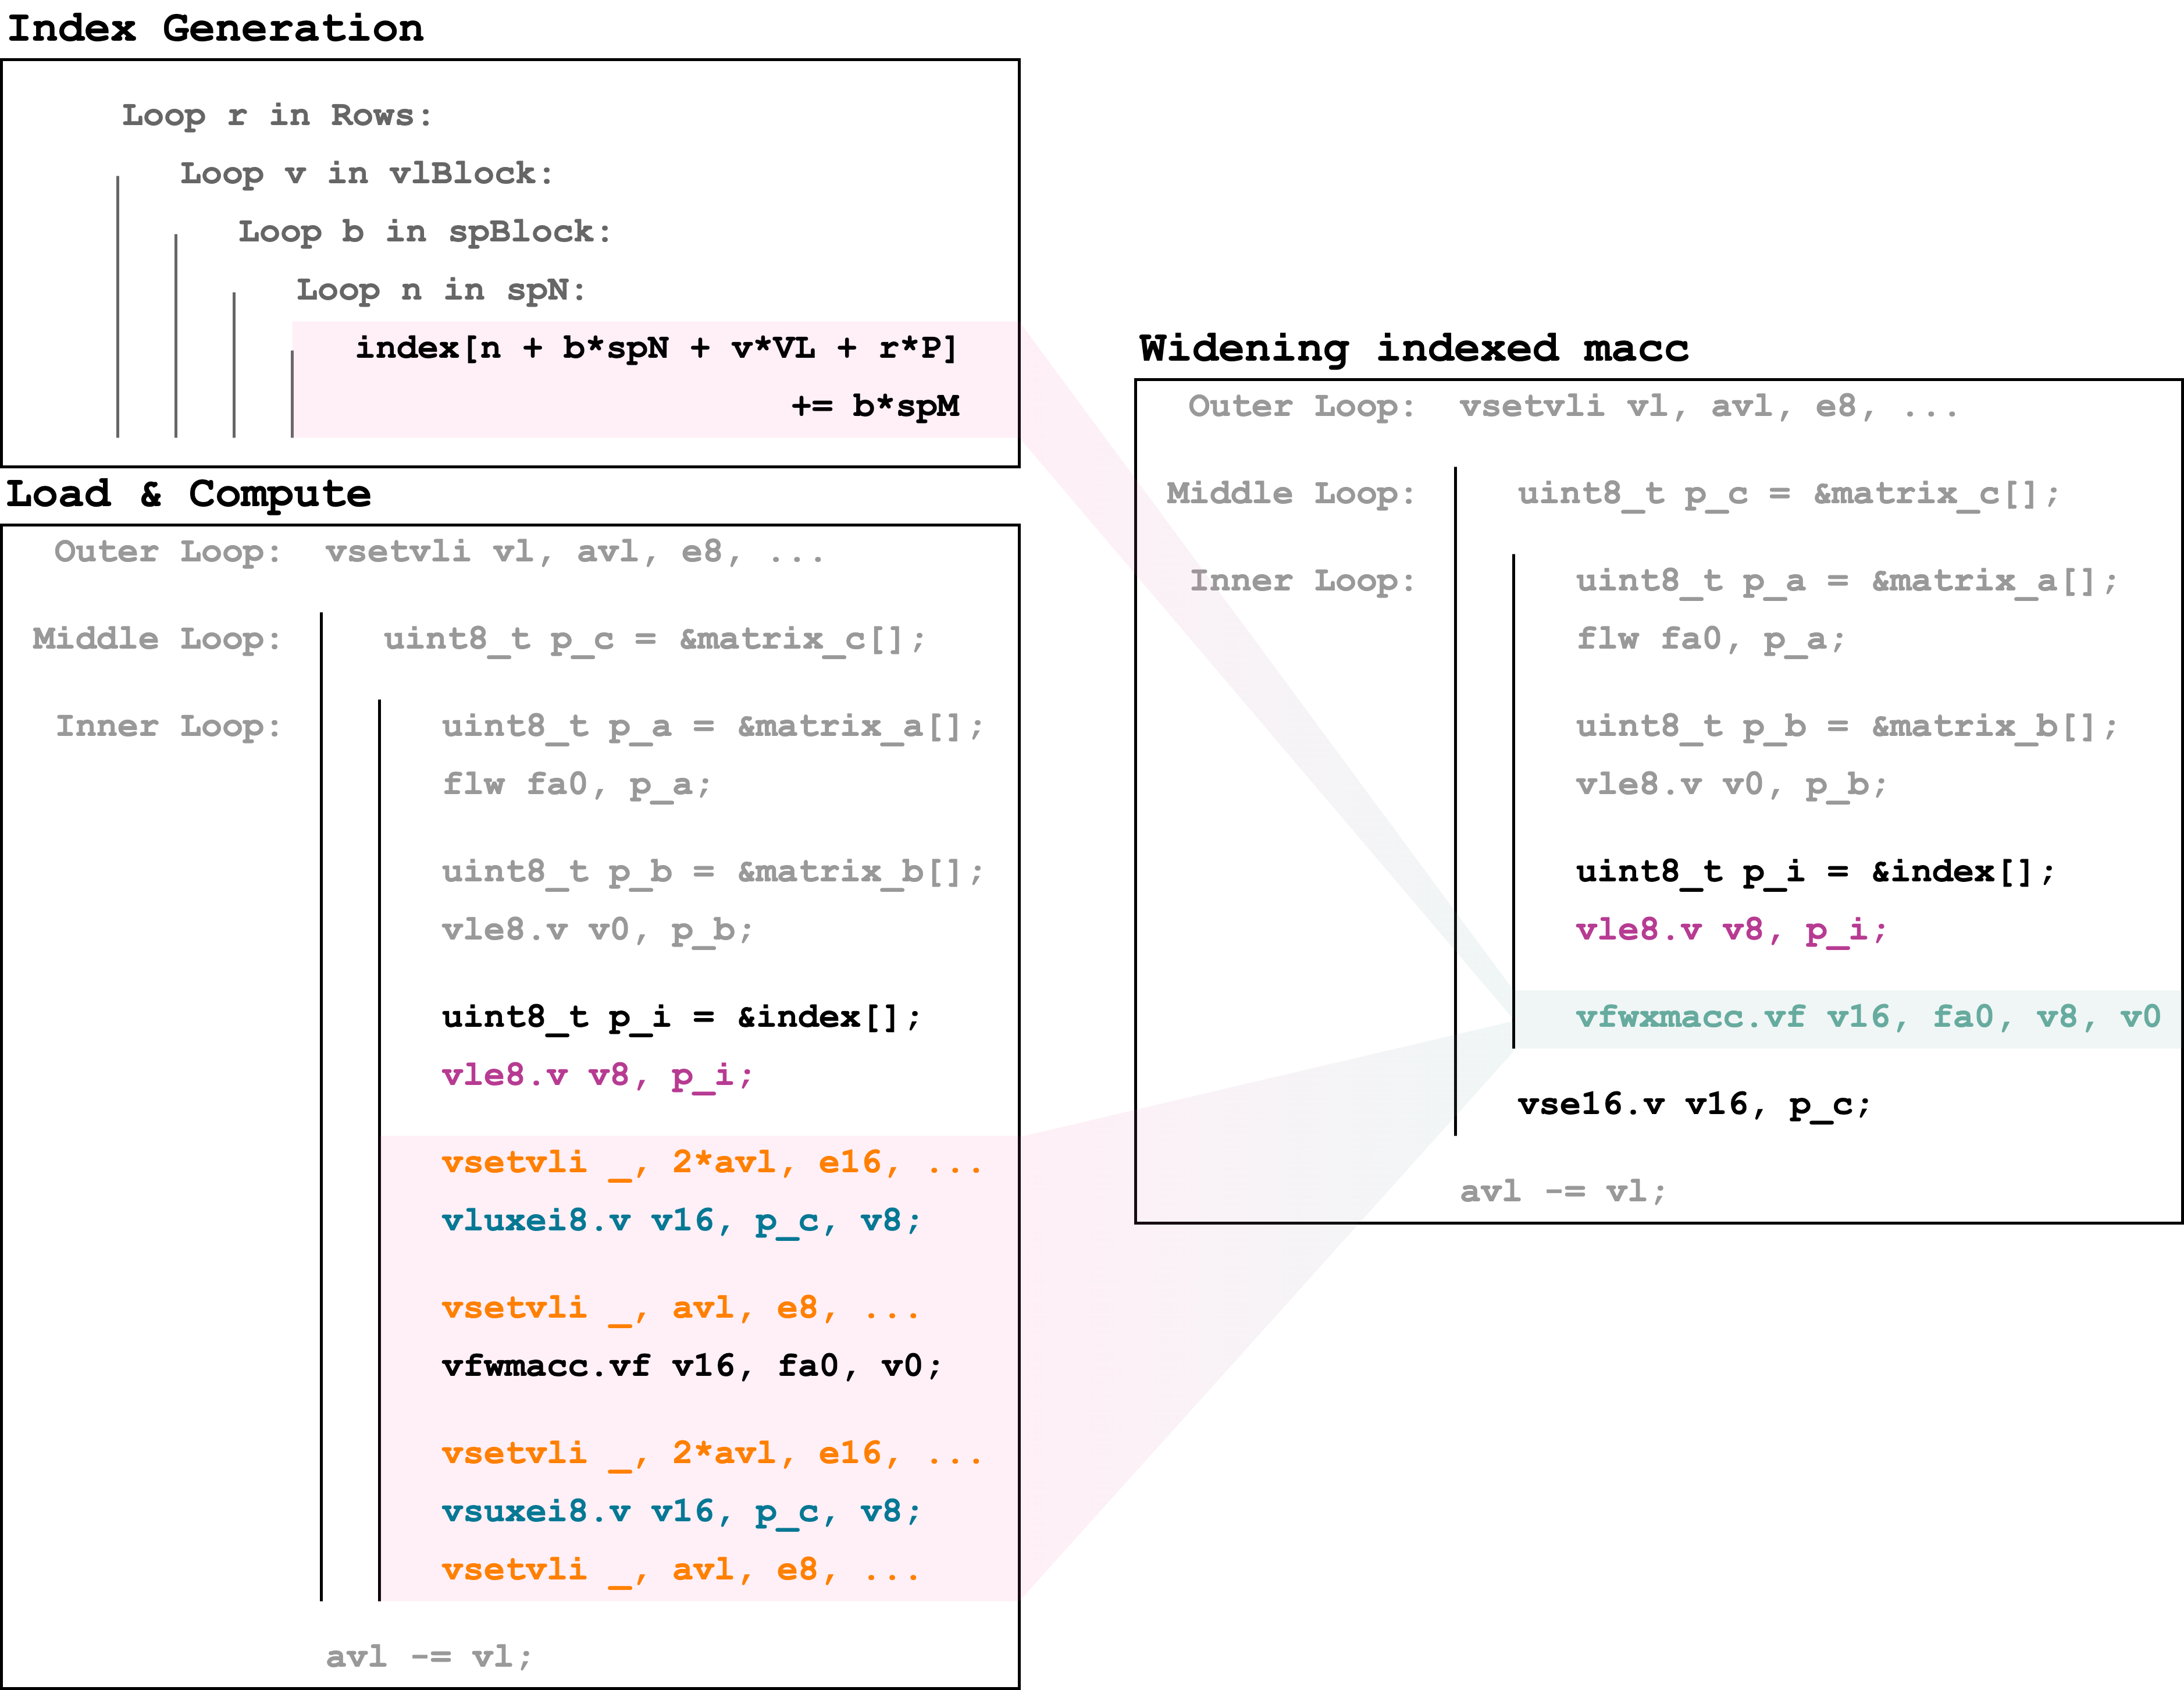 Index Generation
Loop r in Rows:
Loop v in vlBlock:
Loop b in spBlock:
Loop n in spN:
index[n + b*spN + v*VL + r*P]
+= b*spM
Load & Compute
Outer Loop: vsetvli vl, avl, e8, ...
Middle Loop: uint8_t p_c = &matrix_c[];
Inner Loop: uint8_t p_a = &matrix_a[];
flw fa0, p_a;
uint8_t p_b = &matrix_b[];
vle8.v v0, p_b;
uint8_t p_i = &index[];
vle8.v v8, p_i;
vsetvli _, 2*avl, e16, ...
vluxei8.v v16, p_c, v8;
vsetvli _, avl, e8, ...
vfwmacc.vf v16, fa0, v0;
vsetvli _, 2*avl, e16, ...
vsuxei8.v v16, p_c, v8;
vsetvli _, avl, e8, ...
avl -= vl;
Widening indexed macc
Outer Loop: vsetvli vl, avl, e8, ...
Middle Loop: uint8_t p_c = &matrix_c[];
Inner Loop: uint8_t p_a = &matrix_a[];
flw fa0, p_a;
uint8_t p_b = &matrix_b[];
vle8.v v0, p_b;
uint8_t p_i = &index[];
vle8.v v8, p_i;
vfwxmacc.vf v16, fa0, v8, v0
vse16.v v16, p_c;
avl -= vl;